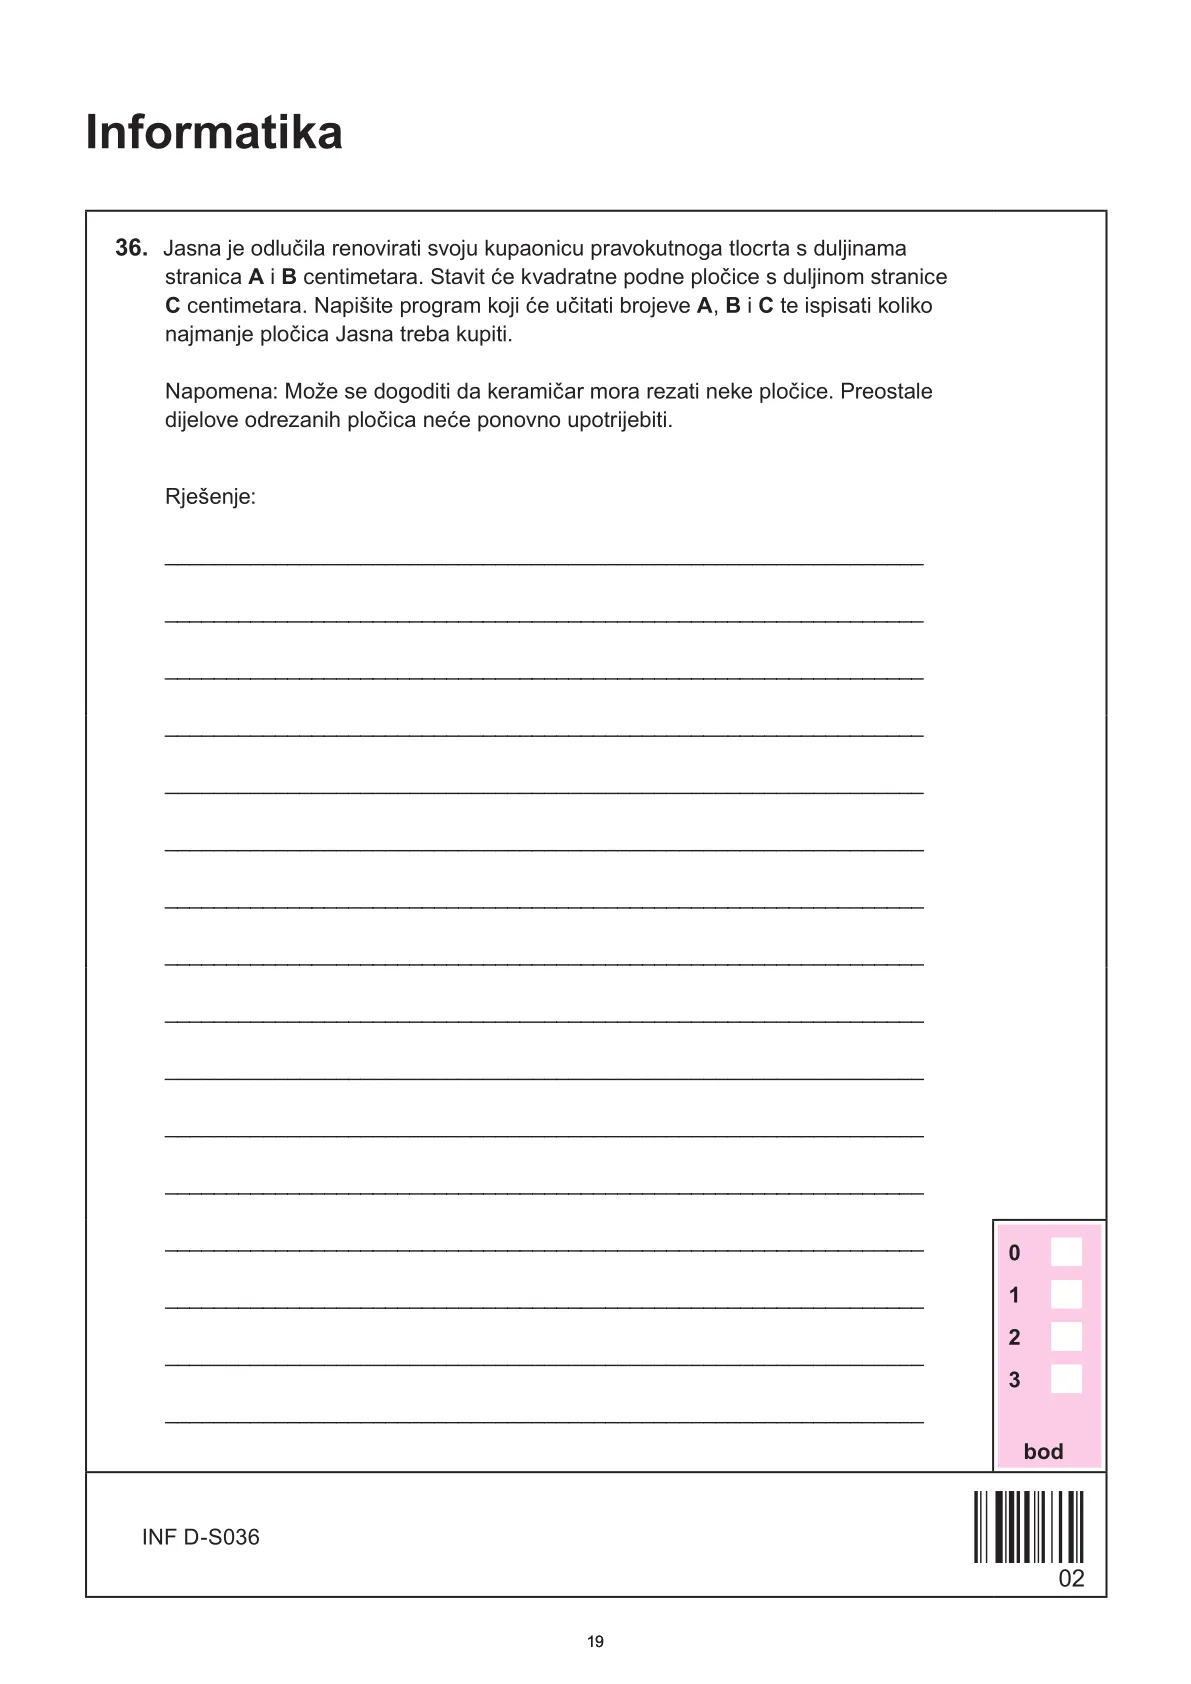 Informatika
36. Jasna je odlučila renovirati svoju kupaonicu pravokutnoga tlocrta s duljinama
stranica A i B centimetara. Stavit će kvadratne podne pločice s duljinom stranice
C centimetara. Napišite program koji će učitati brojeve A, B i C te ispisati koliko
najmanje pločica Jasna treba kupiti.
Napomena: Može se dogoditi da keramičar mora rezati neke pločice. Preostale
dijelove odrezanih pločica neće ponovno upotrijebiti.
Rješenje:
0
1
2
3
bod
INF D-S036
02
19